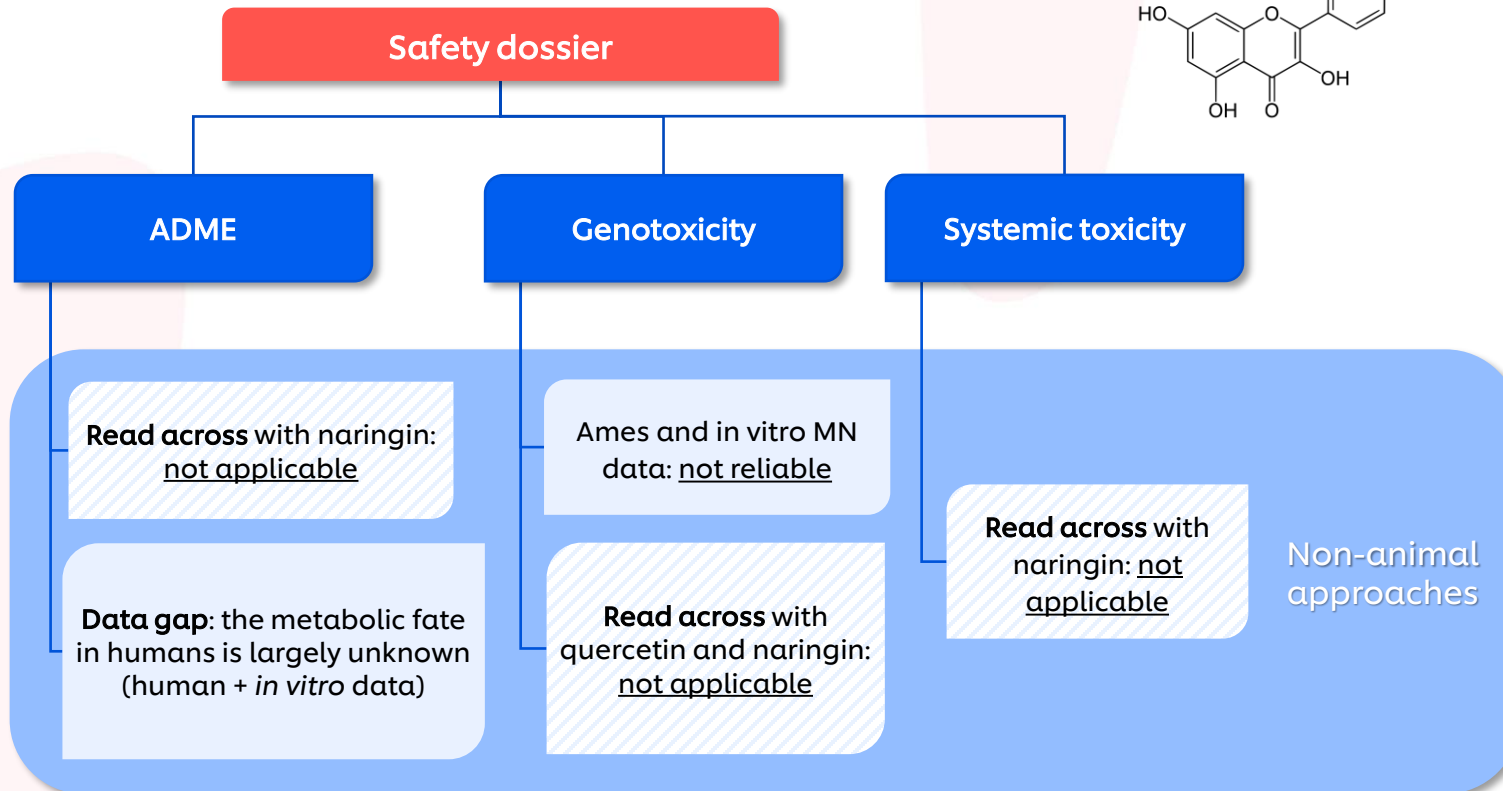 Safety dossier
HO
O
OH
OH
O
ADME
Genotoxicity
Systemic toxicity
Read across with naringin:
not applicable
Data gap: the metabolic fate
in humans is largely unknown
(human + in vitro data)
Ames and in vitro MN
data: not reliable
Read across with
quercetin and naringin:
not applicable
Read across with
naringin: not
applicable
Non-animal
approaches